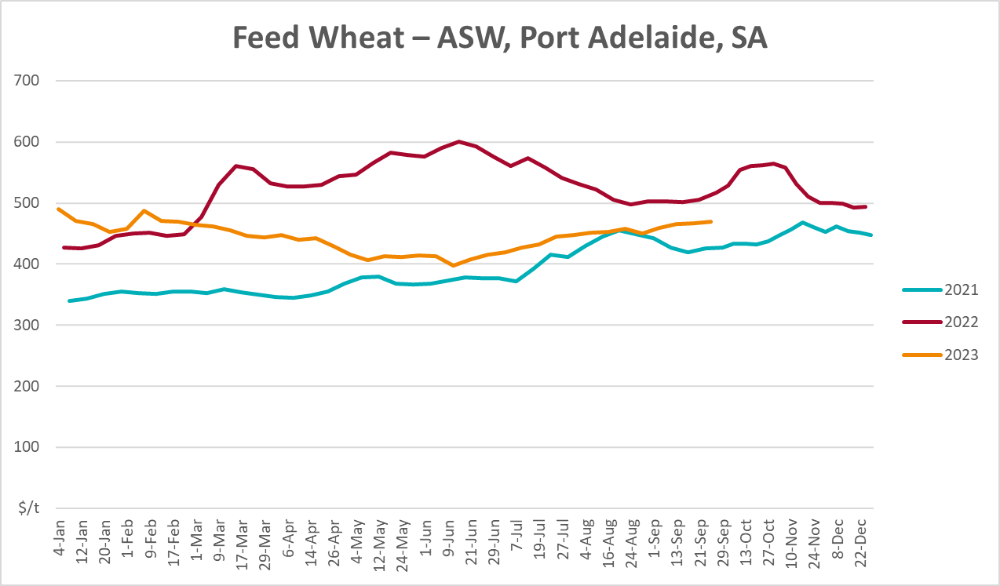 Feed Wheat – ASW, Port Adelaide, SA
700
600
500
400
300
200
100
$/t
4-Jan
12-Jan
20-Jan
1-Feb
9-Feb
17-Feb
1-Mar
9-Mar
17-Mar
29-Mar
6-Apr
14-Apr
26-Apr
4-May
12-May
24-May
1-Jun
9-Jun
21-Jun
29-Jun
7-Jul
19-Jul
27-Jul
4-Aug
16-Aug
24-Aug
1-Sep
13-Sep
21-Sep
29-Sep
13-Oct
27-Oct
10-Nov
24-Nov
8-Dec
22-Dec
2021
2022
2023